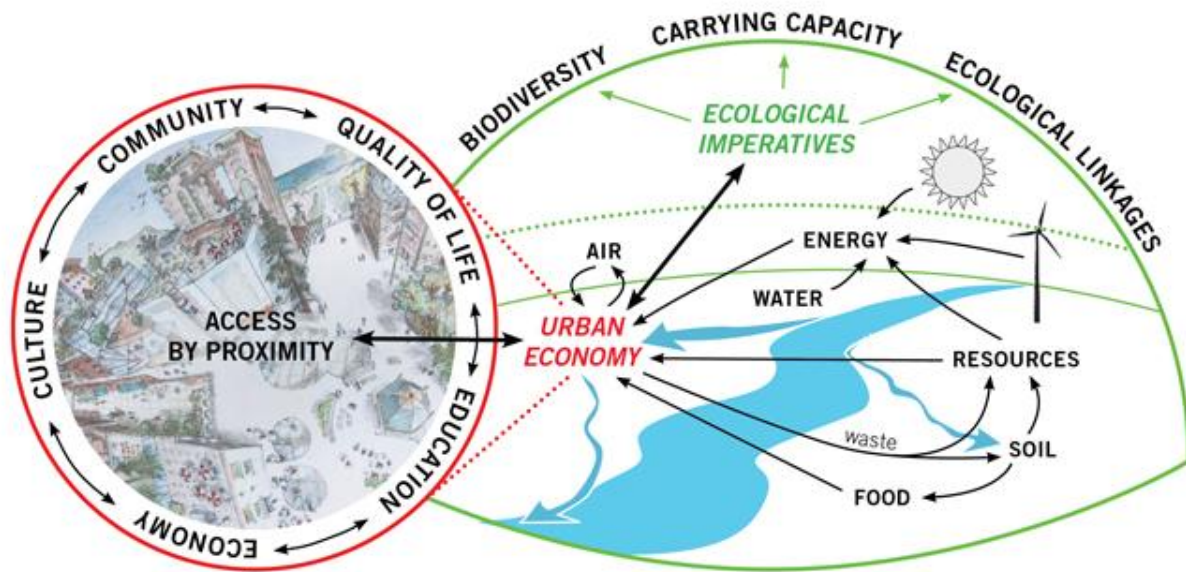 COMMUNITY
QUALITY OF LIFE
EDUCATION
ECONOMY
CULTURE
ACCESS
BY PROXIMITY
BIODIVERSITY
CARRYING CAPACITY
ECOLOGICAL LINKAGES
ECOLOGICAL
IMPERATIVES
AIR
ENERGY
WATER
URBAN
ECONOMY
RESOURCES
waste
SOIL
FOOD